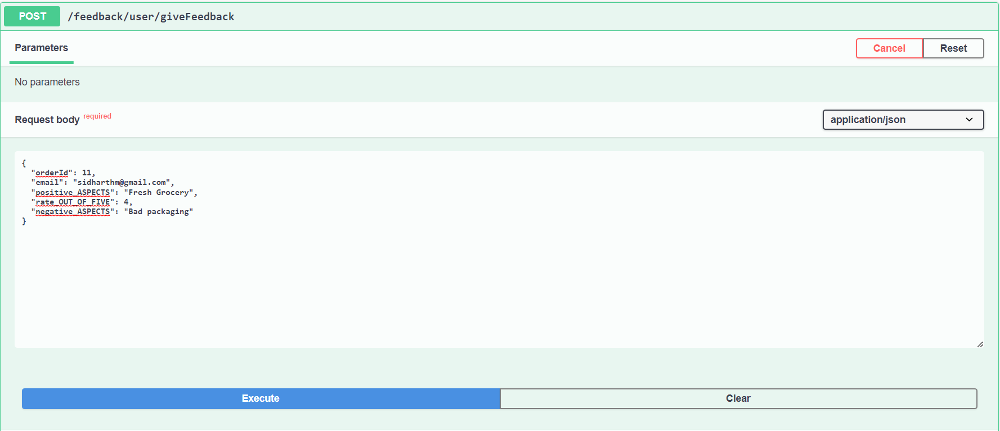 POST /feedback/user/giveFeedback
Parameters
Cancel Reset
No parameters
Request body required
application/json
{
  "orderId": 11,
  "email": "sidharthm@gmail.com",
  "positive_ASPECTS": "Fresh Grocery",
  "rate_OUT_OF_FIVE": 4,
  "negative_ASPECTS": "Bad packaging"
}
Execute Clear